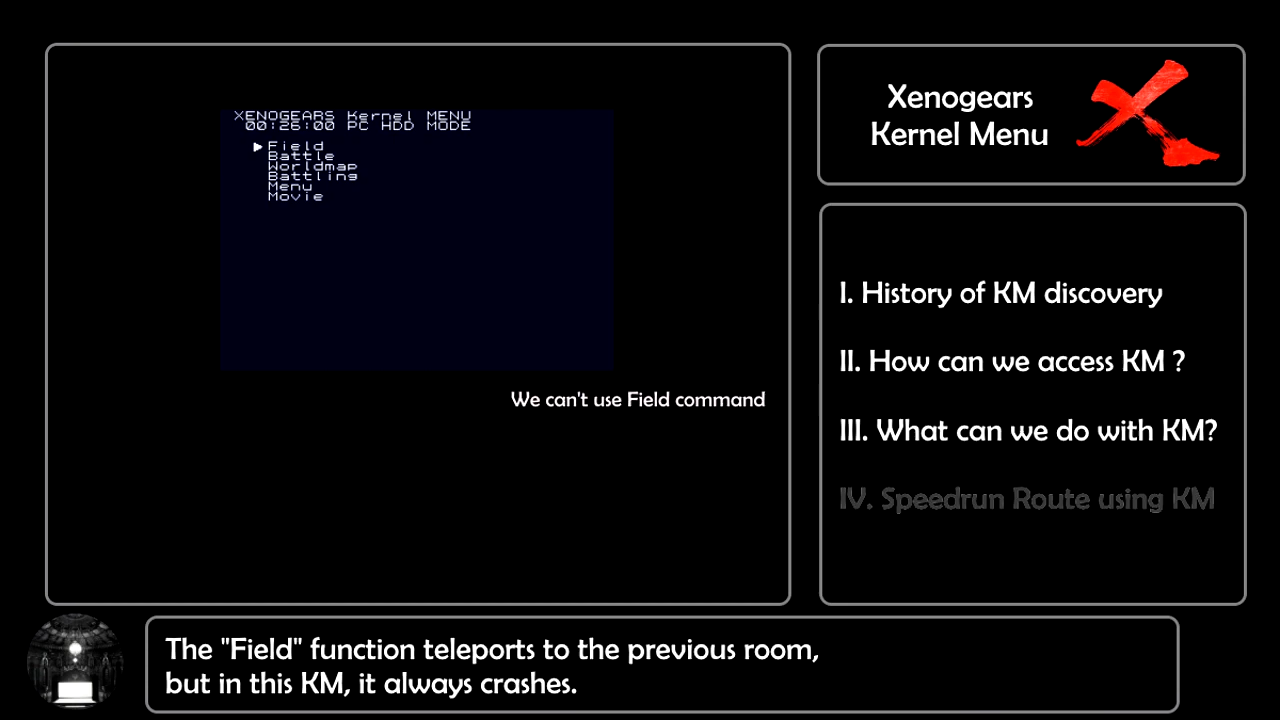 XENOGEARS Kernel MENU
00:26:00 PC HDD MODE
Field
Battle
Worldmap
Battling
Menu
Movie
We can't use Field command
Xenogears
Kernel Menu
I. History of KM discovery
II. How can we access KM ?
III. What can we do with KM?
IV. Speedrun Route using KM
The "Field" function teleports to the previous room,
but in this KM, it always crashes.